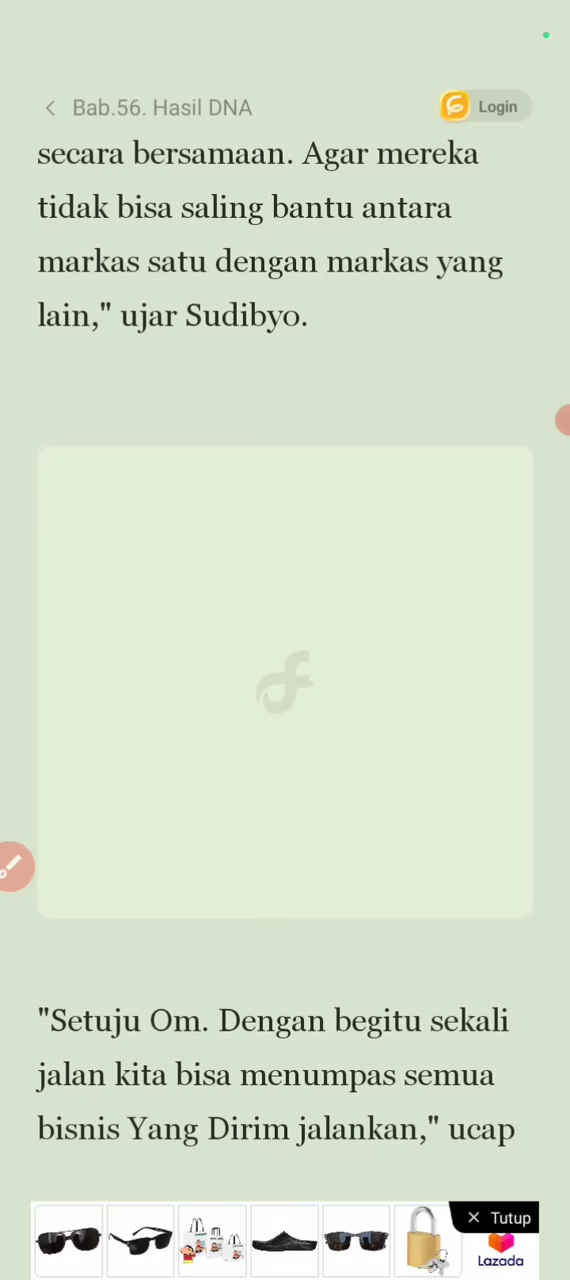 Bab.56. Hasil DNA
Login
secara bersamaan. Agar mereka
tidak bisa saling bantu antara
markas satu dengan markas yang
lain," ujar Sudibyo.
"Setuju Om. Dengan begitu sekali
jalan kita bisa menumpas semua
bisnis Yang Dirim jalankan," ucap
× Tutup
Lazada